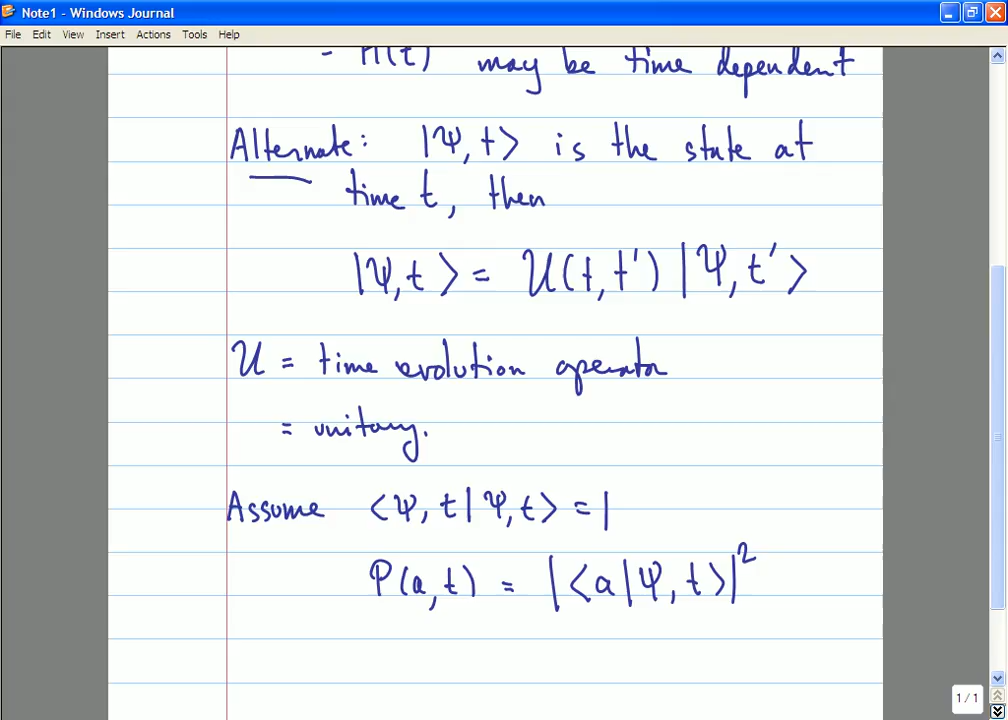 Note1 - Windows Journal
File Edit View Insert Actions Tools Help
- H(t) may be time dependent
Alternate: |Ψ, t> is the state at
time t, then
|Ψ, t> = U(t, t') |Ψ, t'>
U = time evolution operator
= unitary.
Assume <Ψ, t|Ψ, t> = 1
P(a, t) = |<a|Ψ, t>|²
1/1